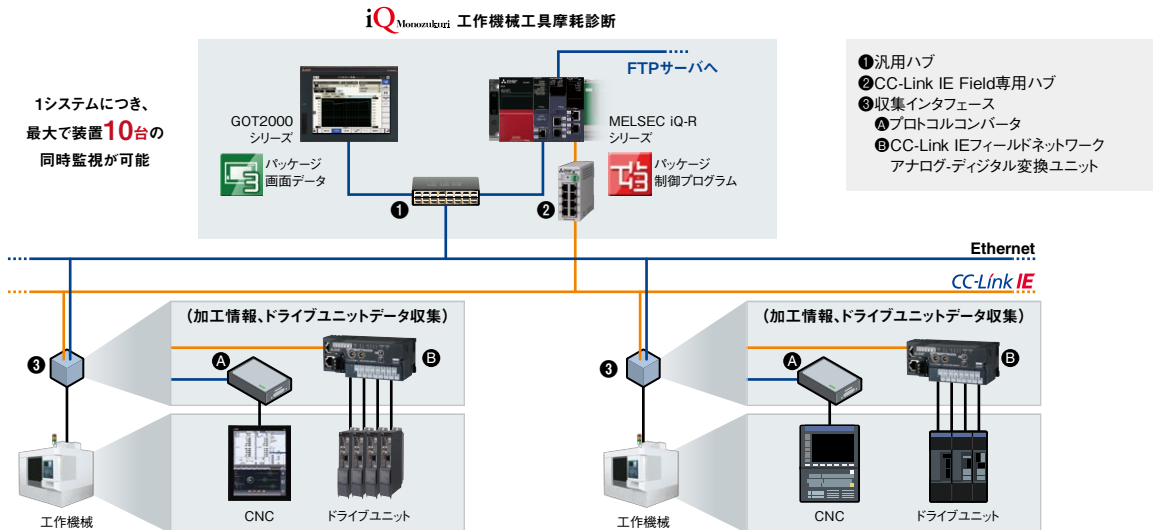 iQ Monozukuri 工作機械工具摩耗診断
1システムにつき、
最大で装置10台の
同時監視が可能
GOT2000
シリーズ
パッケージ
画面データ
FTPサーバへ
MELSEC iQ-R
シリーズ
パッケージ
制御プログラム
❶
❷
❶汎用ハブ
❷CC-Link IE Field専用ハブ
❸収集インタフェース
Ⓐプロトコルコンバータ
ⒷCC-Link IEフィールドネットワーク
アナログ-ディジタル変換ユニット
Ethernet
CC-Link IE
(加工情報、ドライブユニットデータ収集)
❸
Ⓐ
Ⓑ
工作機械
CNC
ドライブユニット
(加工情報、ドライブユニットデータ収集)
❸
Ⓐ
Ⓑ
工作機械
CNC
ドライブユニット